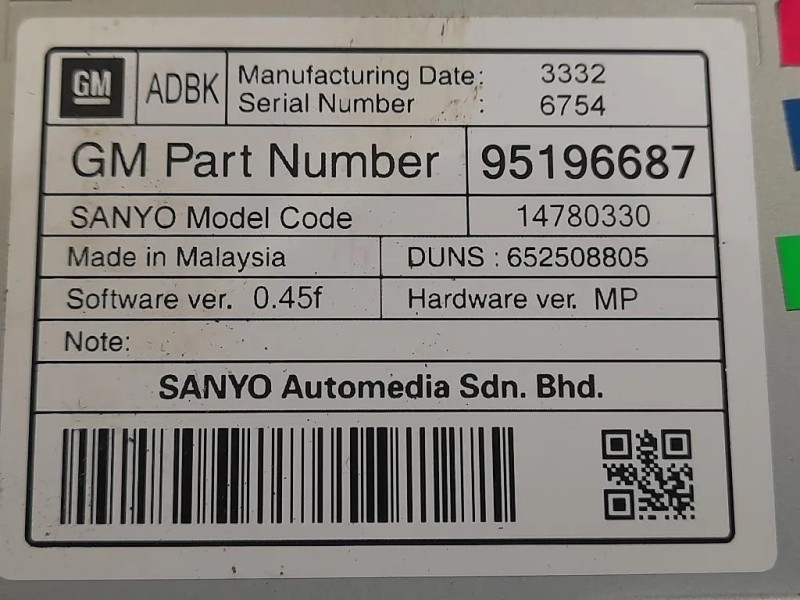 GM ADBK Manufacturing Date: 3332
Serial Number : 6754
GM Part Number 95196687
SANYO Model Code 14780330
Made in Malaysia DUNS : 652508805
Software ver. 0.45f Hardware ver. MP
Note:
SANYO Automedia Sdn. Bhd.